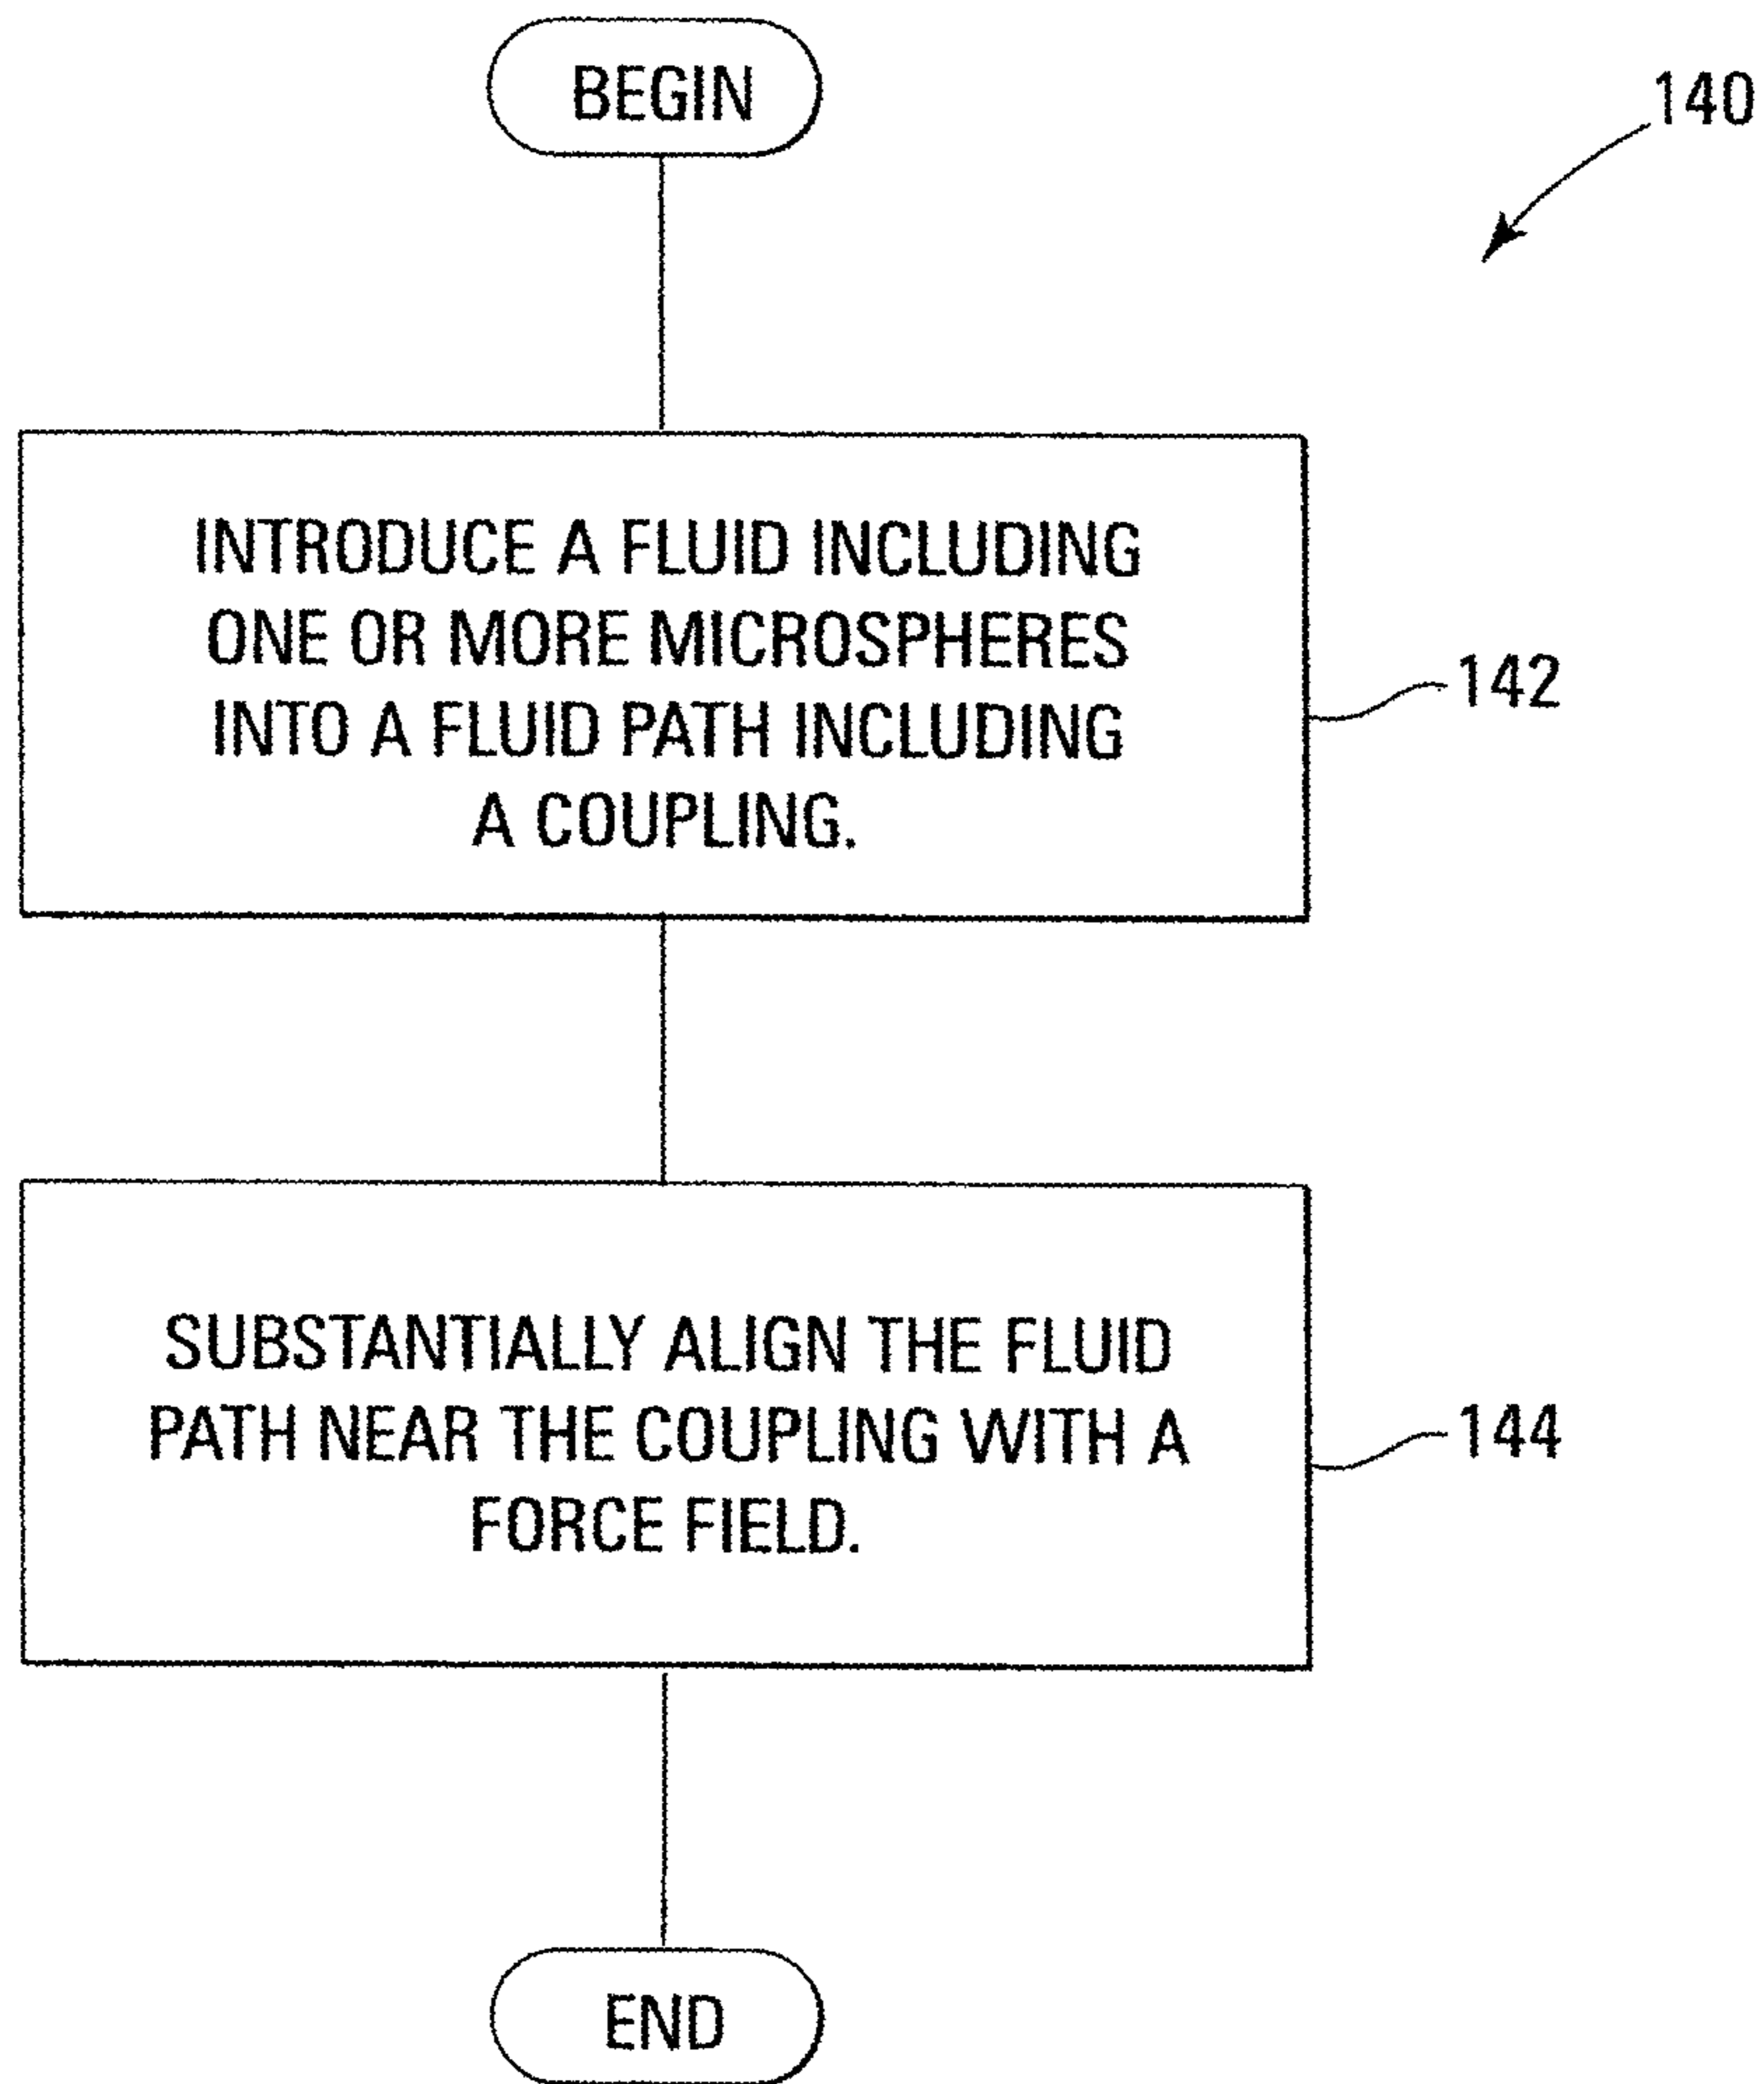 BEGIN
140
INTRODUCE A FLUID INCLUDING
ONE OR MORE MICROSPHERES
INTO A FLUID PATH INCLUDING
A COUPLING.
142
SUBSTANTIALLY ALIGN THE FLUID
PATH NEAR THE COUPLING WITH A
FORCE FIELD.
144
END